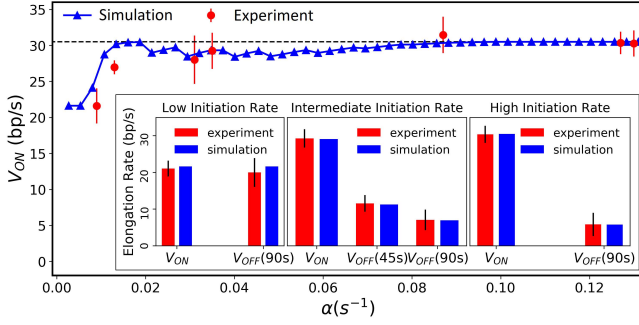 Simulation
Experiment
35
30
25
20
15
10
5
0
V_ON (bp/s)
Low Initiation Rate
Intermediate Initiation Rate
High Initiation Rate
experiment
simulation
experiment
simulation
experiment
simulation
Elongation Rate (bp/s)
30
20
10
0
V_ON
V_OFF(90s)
V_ON
V_OFF(45s)
V_OFF(90s)
V_ON
V_OFF(90s)
0.00
0.02
0.04
0.06
0.08
0.10
0.12
α(s⁻¹)